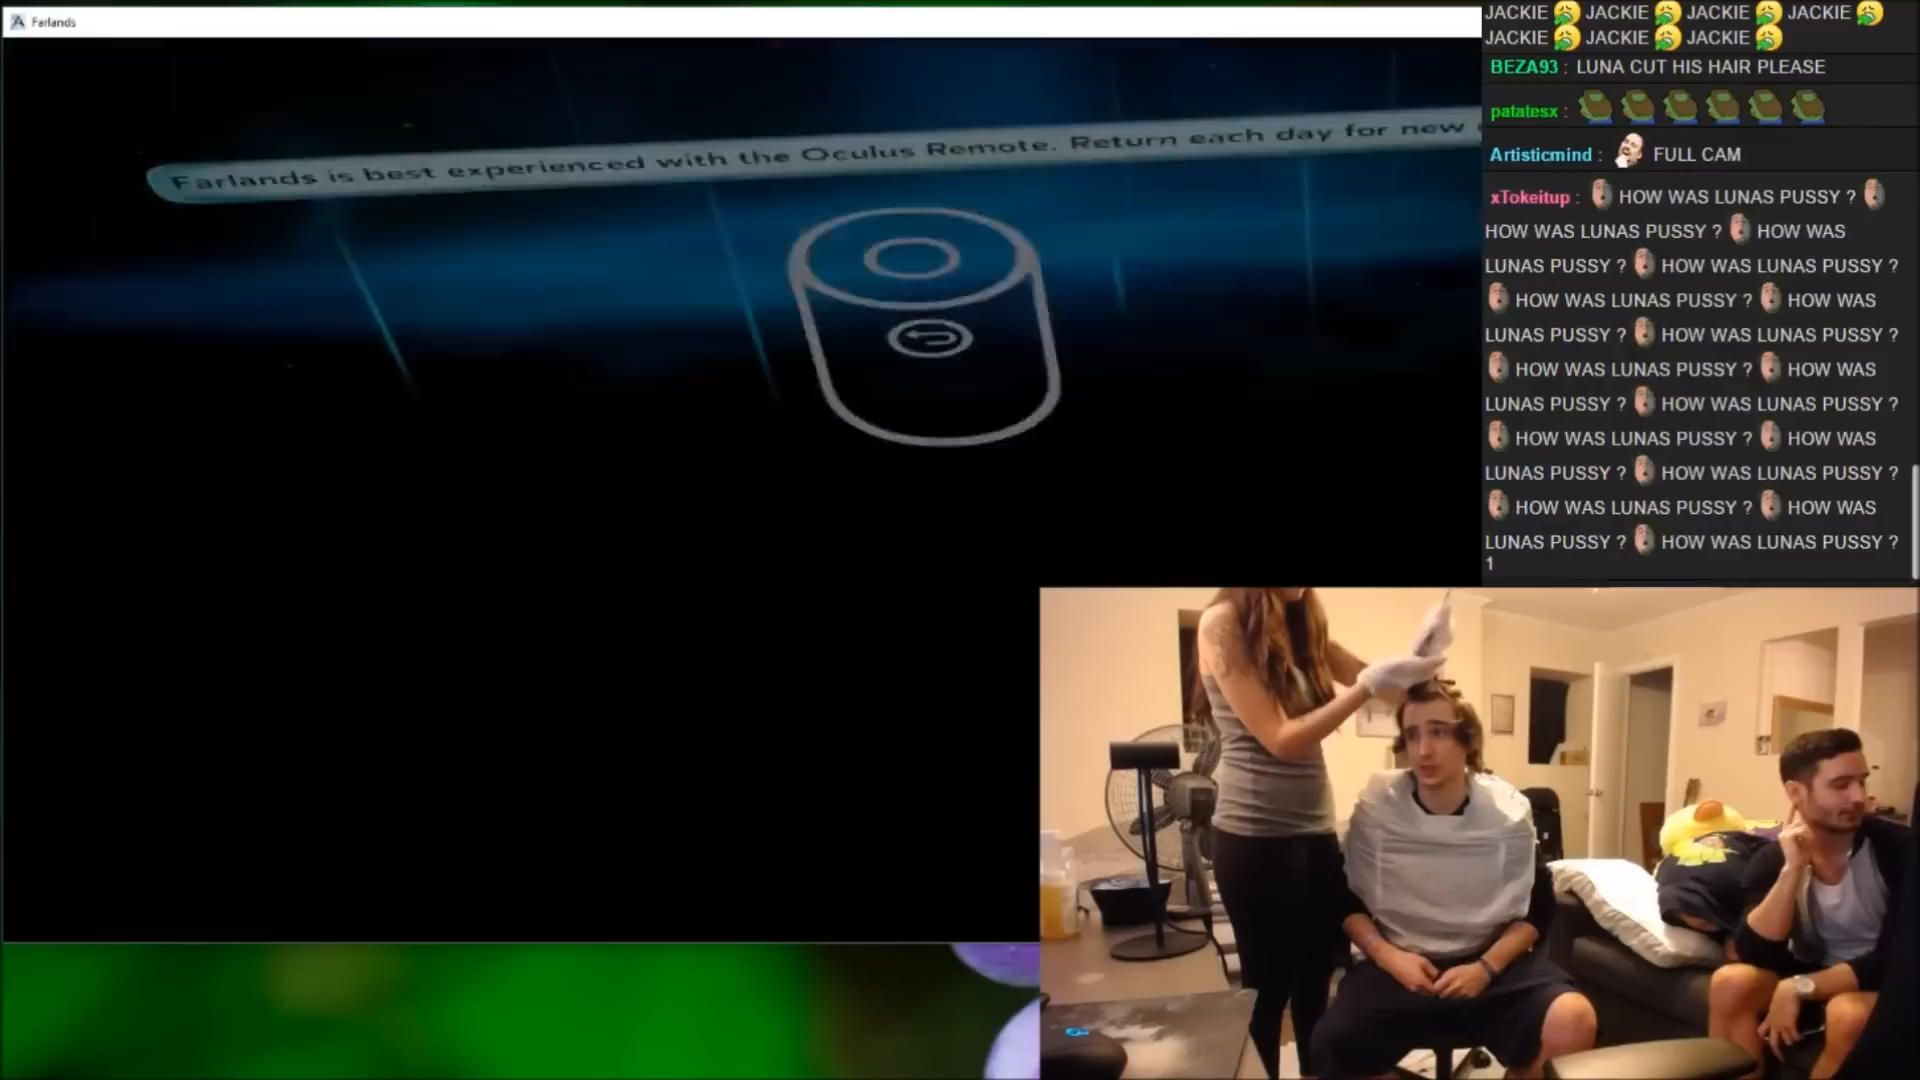 Farlands
Farlands is best experienced with the Oculus Remote. Return each day for new
JACKIE JACKIE JACKIE JACKIE
JACKIE JACKIE JACKIE
BEZA93 : LUNA CUT HIS HAIR PLEASE
patatesx :
Artisticmind : FULL CAM
xTokeitup : HOW WAS LUNAS PUSSY ?
HOW WAS LUNAS PUSSY ? HOW WAS
LUNAS PUSSY ? HOW WAS LUNAS PUSSY ?
HOW WAS LUNAS PUSSY ? HOW WAS
LUNAS PUSSY ? HOW WAS LUNAS PUSSY ?
HOW WAS LUNAS PUSSY ? HOW WAS
LUNAS PUSSY ? HOW WAS LUNAS PUSSY ?
HOW WAS LUNAS PUSSY ? HOW WAS
LUNAS PUSSY ? HOW WAS LUNAS PUSSY ?
HOW WAS LUNAS PUSSY ? HOW WAS
LUNAS PUSSY ? HOW WAS LUNAS PUSSY ?
1